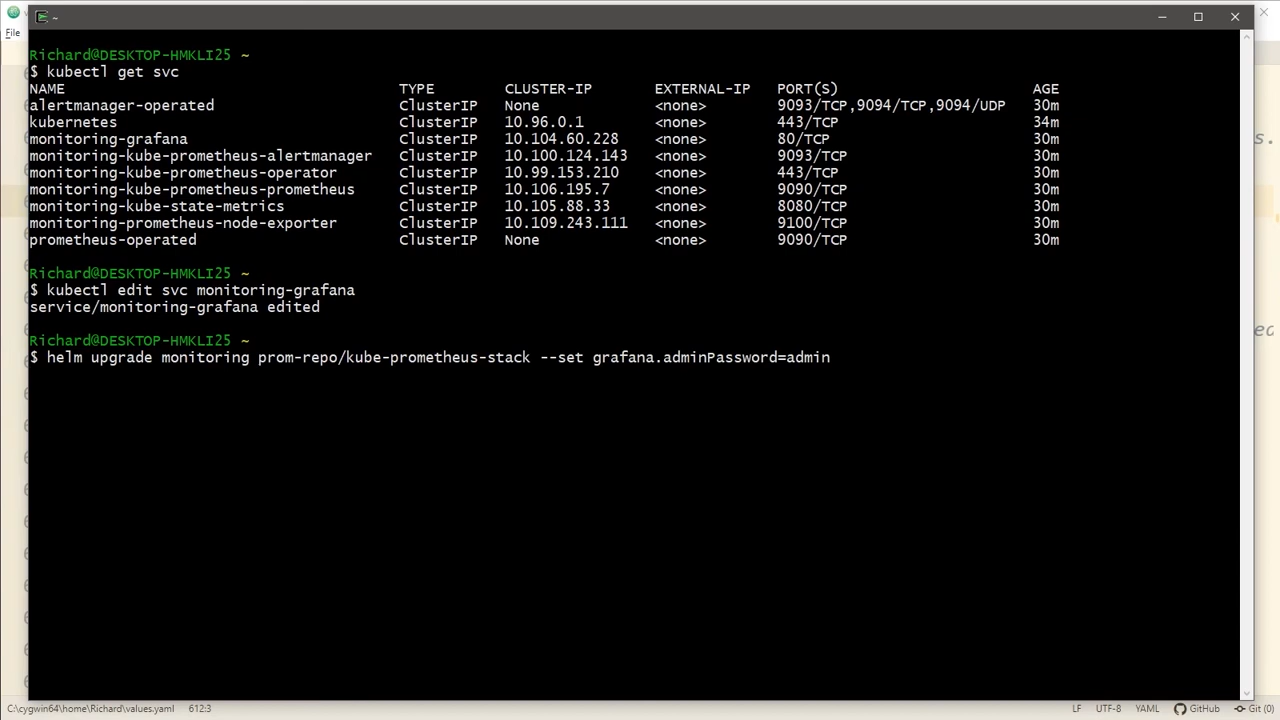 ~
File
Richard@DESKTOP-HMKLI25 ~
$ kubectl get svc
NAME TYPE CLUSTER-IP EXTERNAL-IP PORT(S) AGE
alertmanager-operated ClusterIP None <none> 9093/TCP,9094/TCP,9094/UDP 30m
kubernetes ClusterIP 10.96.0.1 <none> 443/TCP 34m
monitoring-grafana ClusterIP 10.104.60.228 <none> 80/TCP 30m
monitoring-kube-prometheus-alertmanager ClusterIP 10.100.124.143 <none> 9093/TCP 30m
monitoring-kube-prometheus-operator ClusterIP 10.99.153.210 <none> 443/TCP 30m
monitoring-kube-prometheus-prometheus ClusterIP 10.106.195.7 <none> 9090/TCP 30m
monitoring-kube-state-metrics ClusterIP 10.105.88.33 <none> 8080/TCP 30m
monitoring-prometheus-node-exporter ClusterIP 10.109.243.111 <none> 9100/TCP 30m
prometheus-operated ClusterIP None <none> 9090/TCP 30m
Richard@DESKTOP-HMKLI25 ~
$ kubectl edit svc monitoring-grafana
service/monitoring-grafana edited
Richard@DESKTOP-HMKLI25 ~
$ helm upgrade monitoring prom-repo/kube-prometheus-stack --set grafana.adminPassword=admin
C:\cygwin64\home\Richard\values.yaml 612:3 LF UTF-8 YAML GitHub Git (0)